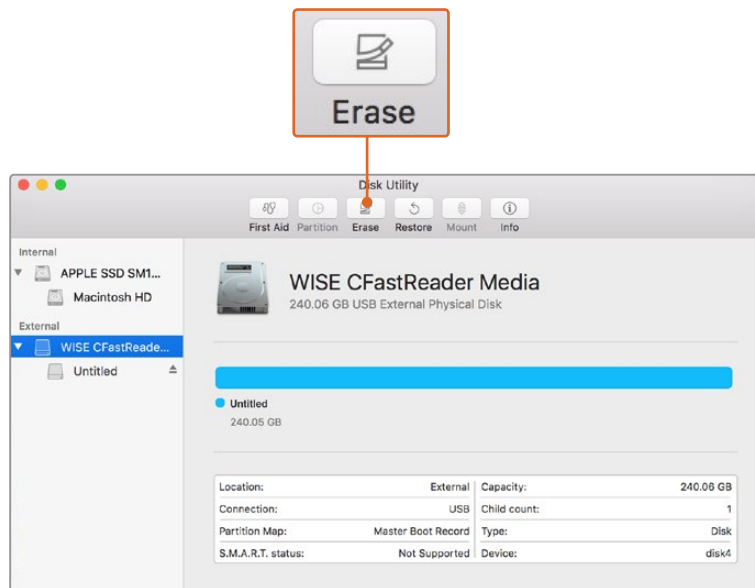 Erase
Disk Utility
First Aid Partition Erase Restore Mount Info
Internal
APPLE SSD SM1...
Macintosh HD
External
WISE CFastReade...
Untitled
WISE CFastReader Media
240.06 GB USB External Physical Disk
Untitled
240.05 GB
Location: External Capacity: 240.06 GB
Connection: USB Child count: 1
Partition Map: Master Boot Record Type: Disk
S.M.A.R.T. status: Not Supported Device: disk4